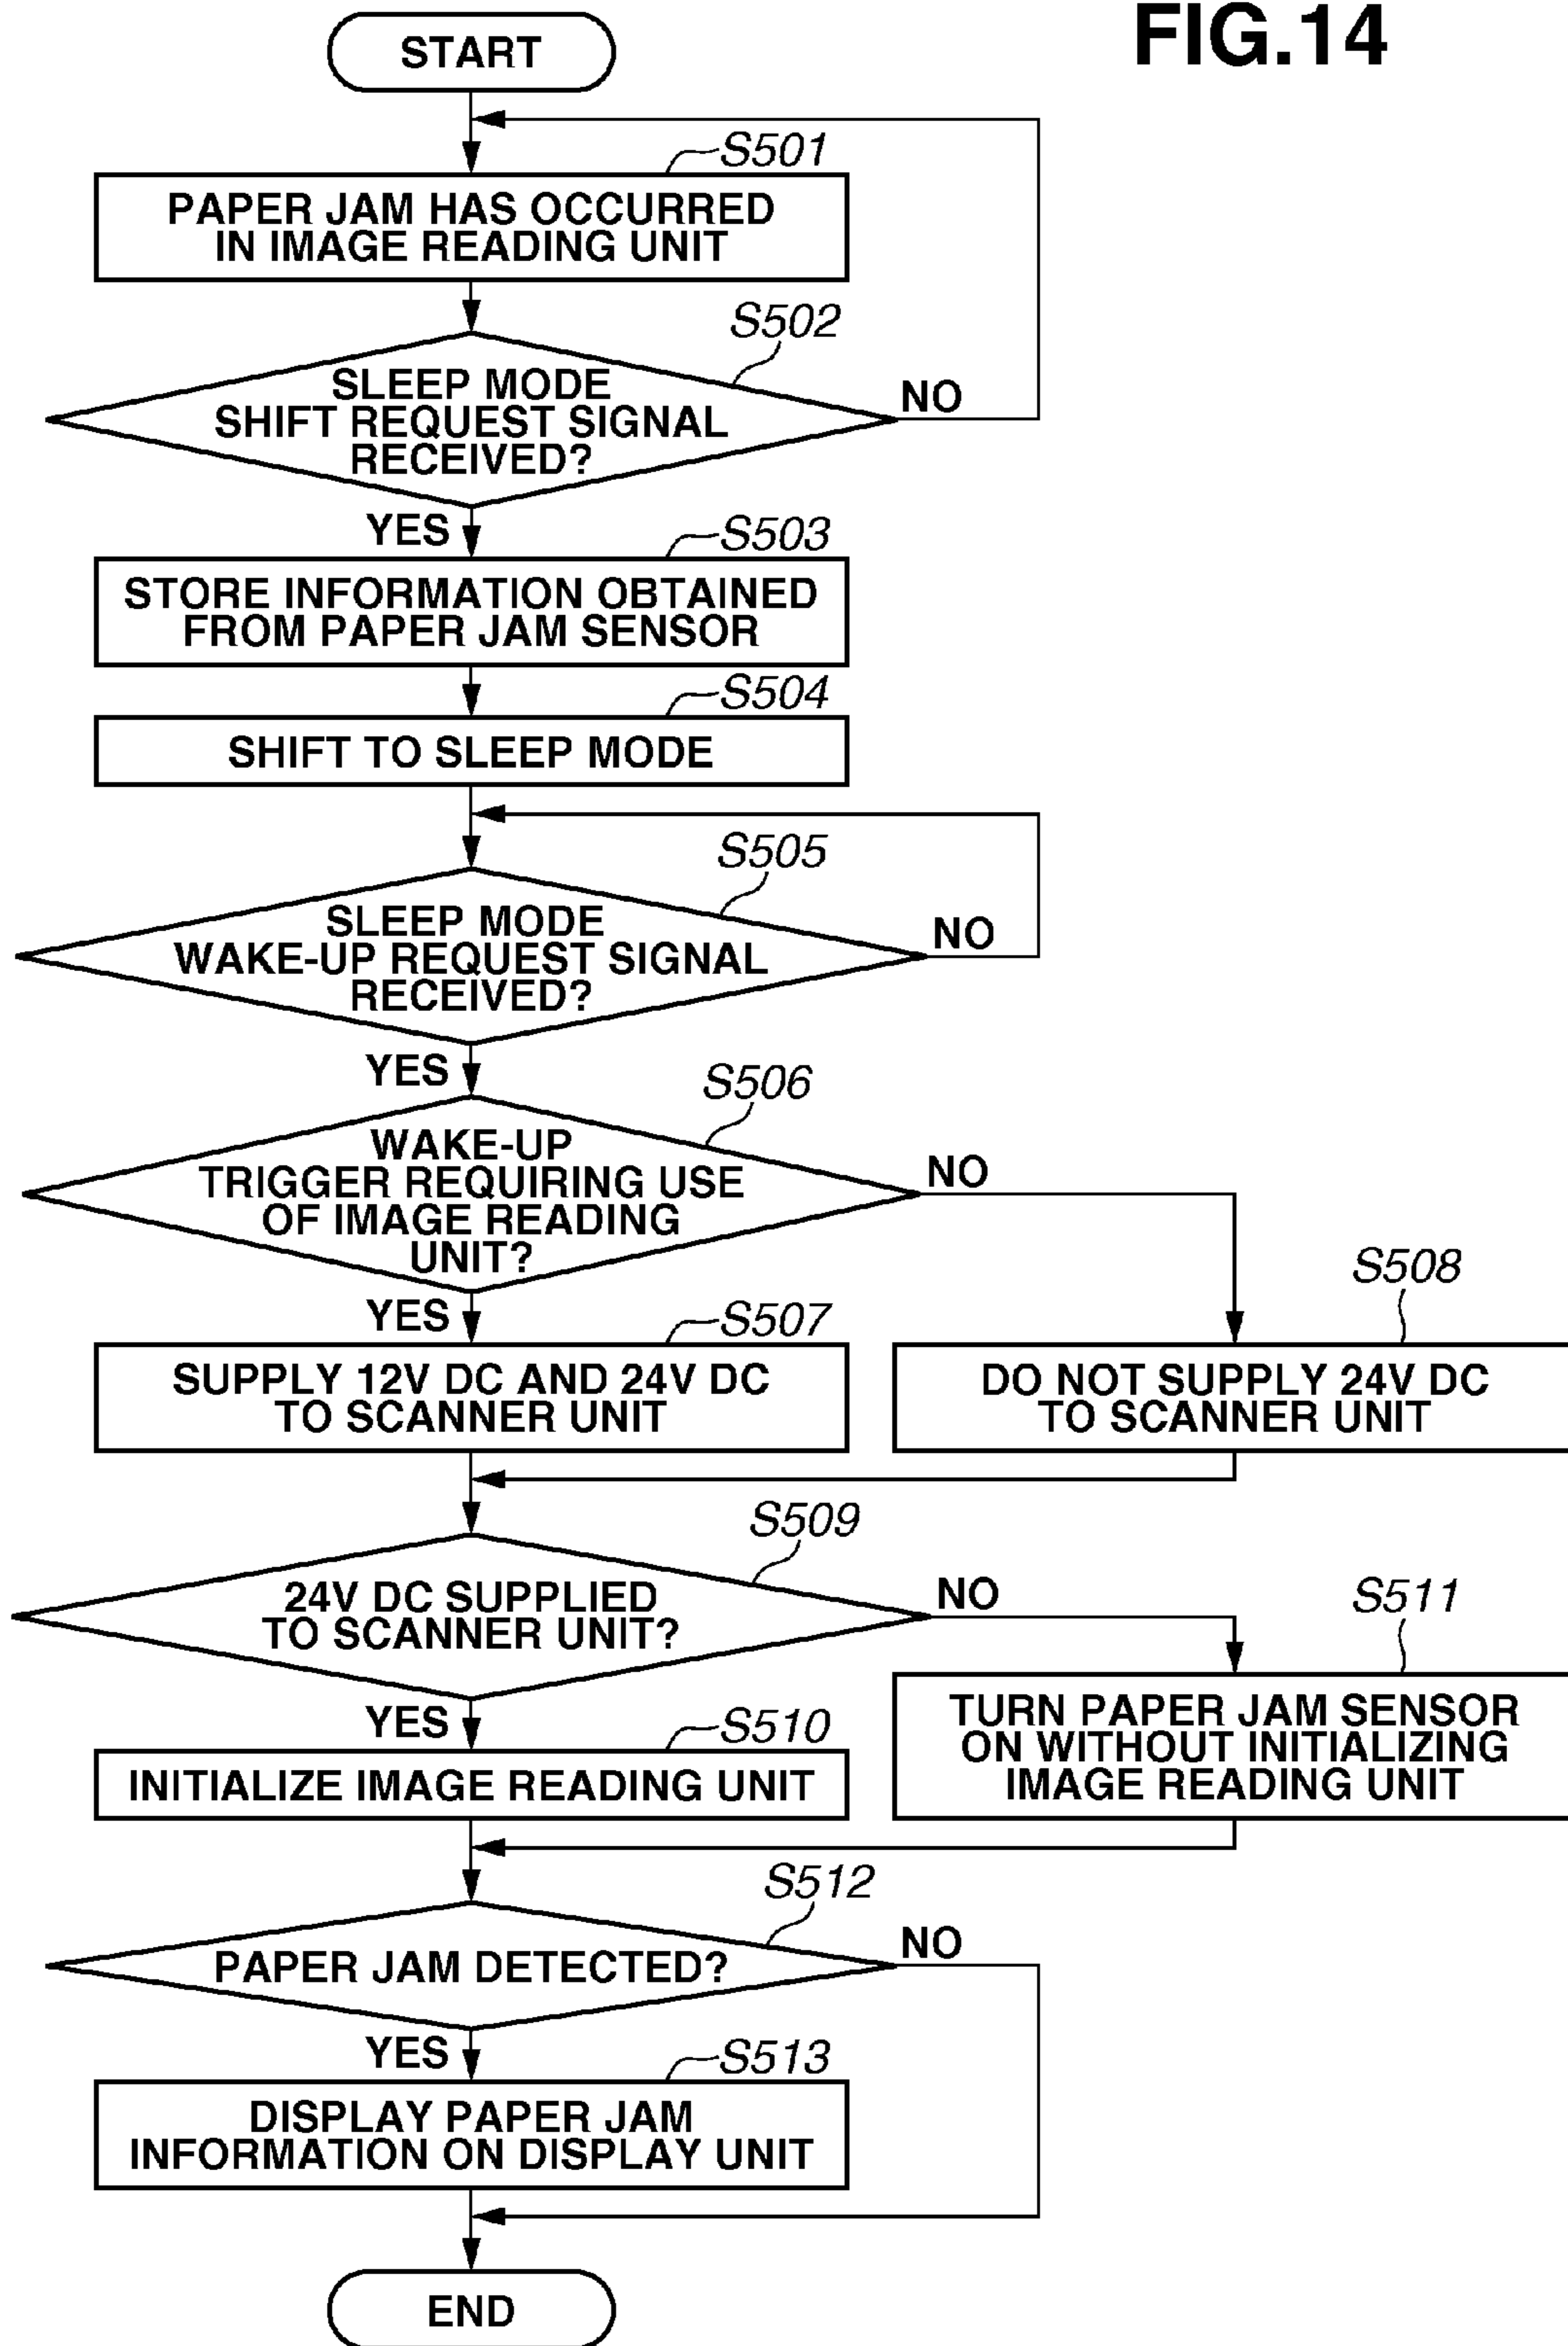 FIG.14
START
S501
PAPER JAM HAS OCCURRED
IN IMAGE READING UNIT
S502
SLEEP MODE
SHIFT REQUEST SIGNAL
RECEIVED?
NO
YES
S503
STORE INFORMATION OBTAINED
FROM PAPER JAM SENSOR
S504
SHIFT TO SLEEP MODE
S505
SLEEP MODE
WAKE-UP REQUEST SIGNAL
RECEIVED?
NO
YES
S506
WAKE-UP
TRIGGER REQUIRING USE
OF IMAGE READING
UNIT?
NO
YES
S507
SUPPLY 12V DC AND 24V DC
TO SCANNER UNIT
S508
DO NOT SUPPLY 24V DC
TO SCANNER UNIT
S509
24V DC SUPPLIED
TO SCANNER UNIT?
NO
YES
S510
INITIALIZE IMAGE READING UNIT
S511
TURN PAPER JAM SENSOR
ON WITHOUT INITIALIZING
IMAGE READING UNIT
S512
PAPER JAM DETECTED?
NO
YES
S513
DISPLAY PAPER JAM
INFORMATION ON DISPLAY UNIT
END